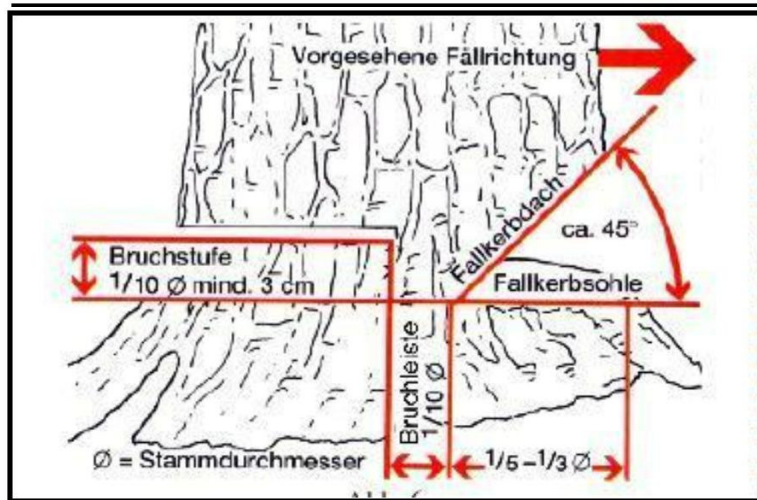 Vorgesehene Fällrichtung
Fallkerbdach
ca. 45°
Bruchstufe
1/10 Ø mind. 3 cm
Fallkerbsohle
Bruchleiste
1/10 Ø
Ø = Stammdurchmesser
1/5–1/3 Ø